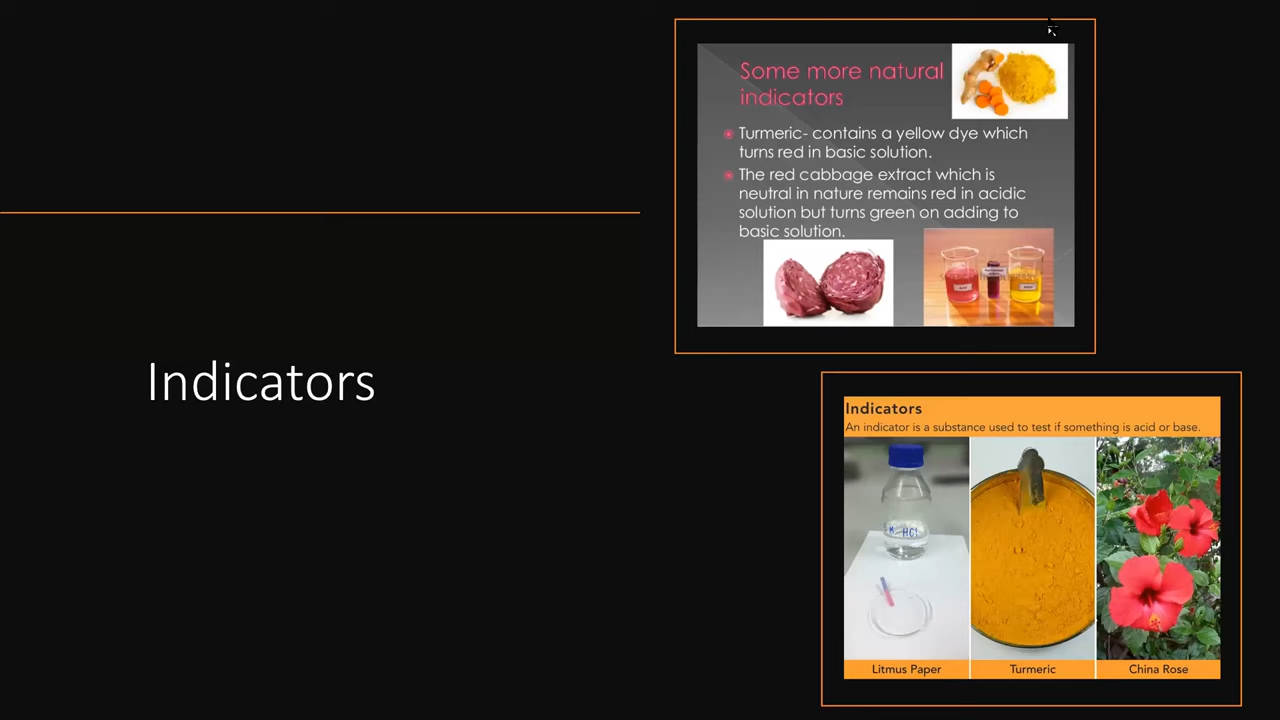 Indicators
Some more natural
indicators
Turmeric- contains a yellow dye which
turns red in basic solution.
The red cabbage extract which is
neutral in nature remains red in acidic
solution but turns green on adding to
basic solution.
Indicators
An indicator is a substance used to test if something is acid or base.
HCl
Litmus Paper
Turmeric
China Rose